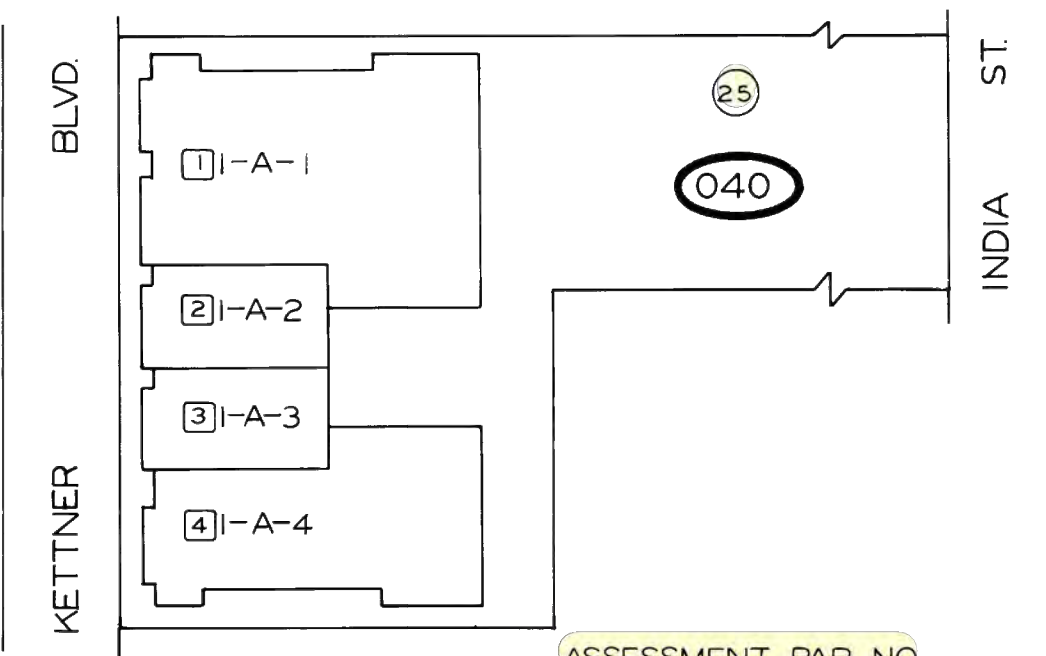 KETTNER BLVD.
INDIA ST.
25
040
1 1-A-1
2 1-A-2
3 1-A-3
4 1-A-4
ASSESSMENT PAR NO